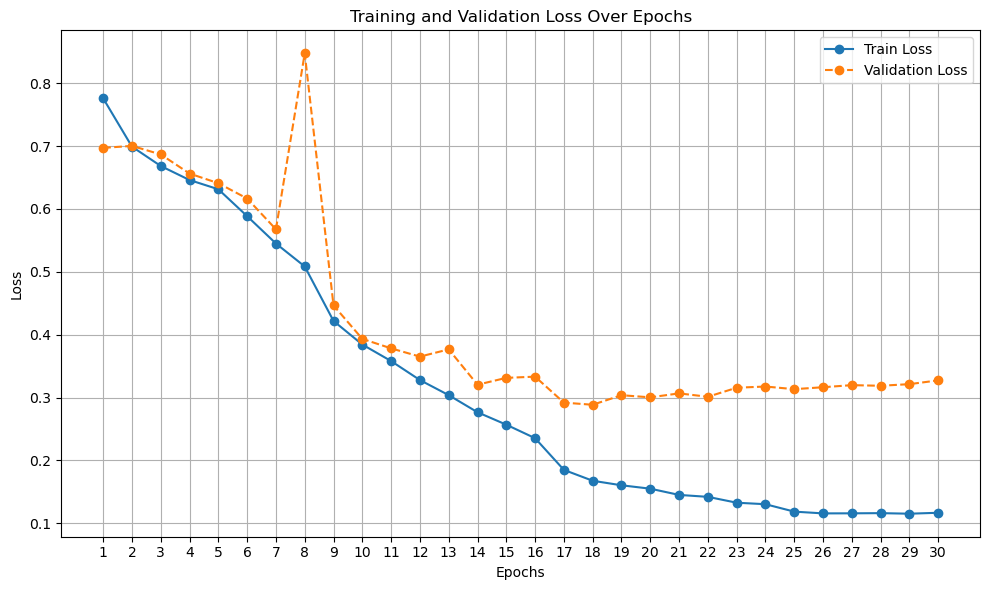 Training and Validation Loss Over Epochs
Train Loss
Validation Loss
Loss
0.8
0.7
0.6
0.5
0.4
0.3
0.2
0.1
1 2 3 4 5 6 7 8 9 10 11 12 13 14 15 16 17 18 19 20 21 22 23 24 25 26 27 28 29 30
Epochs